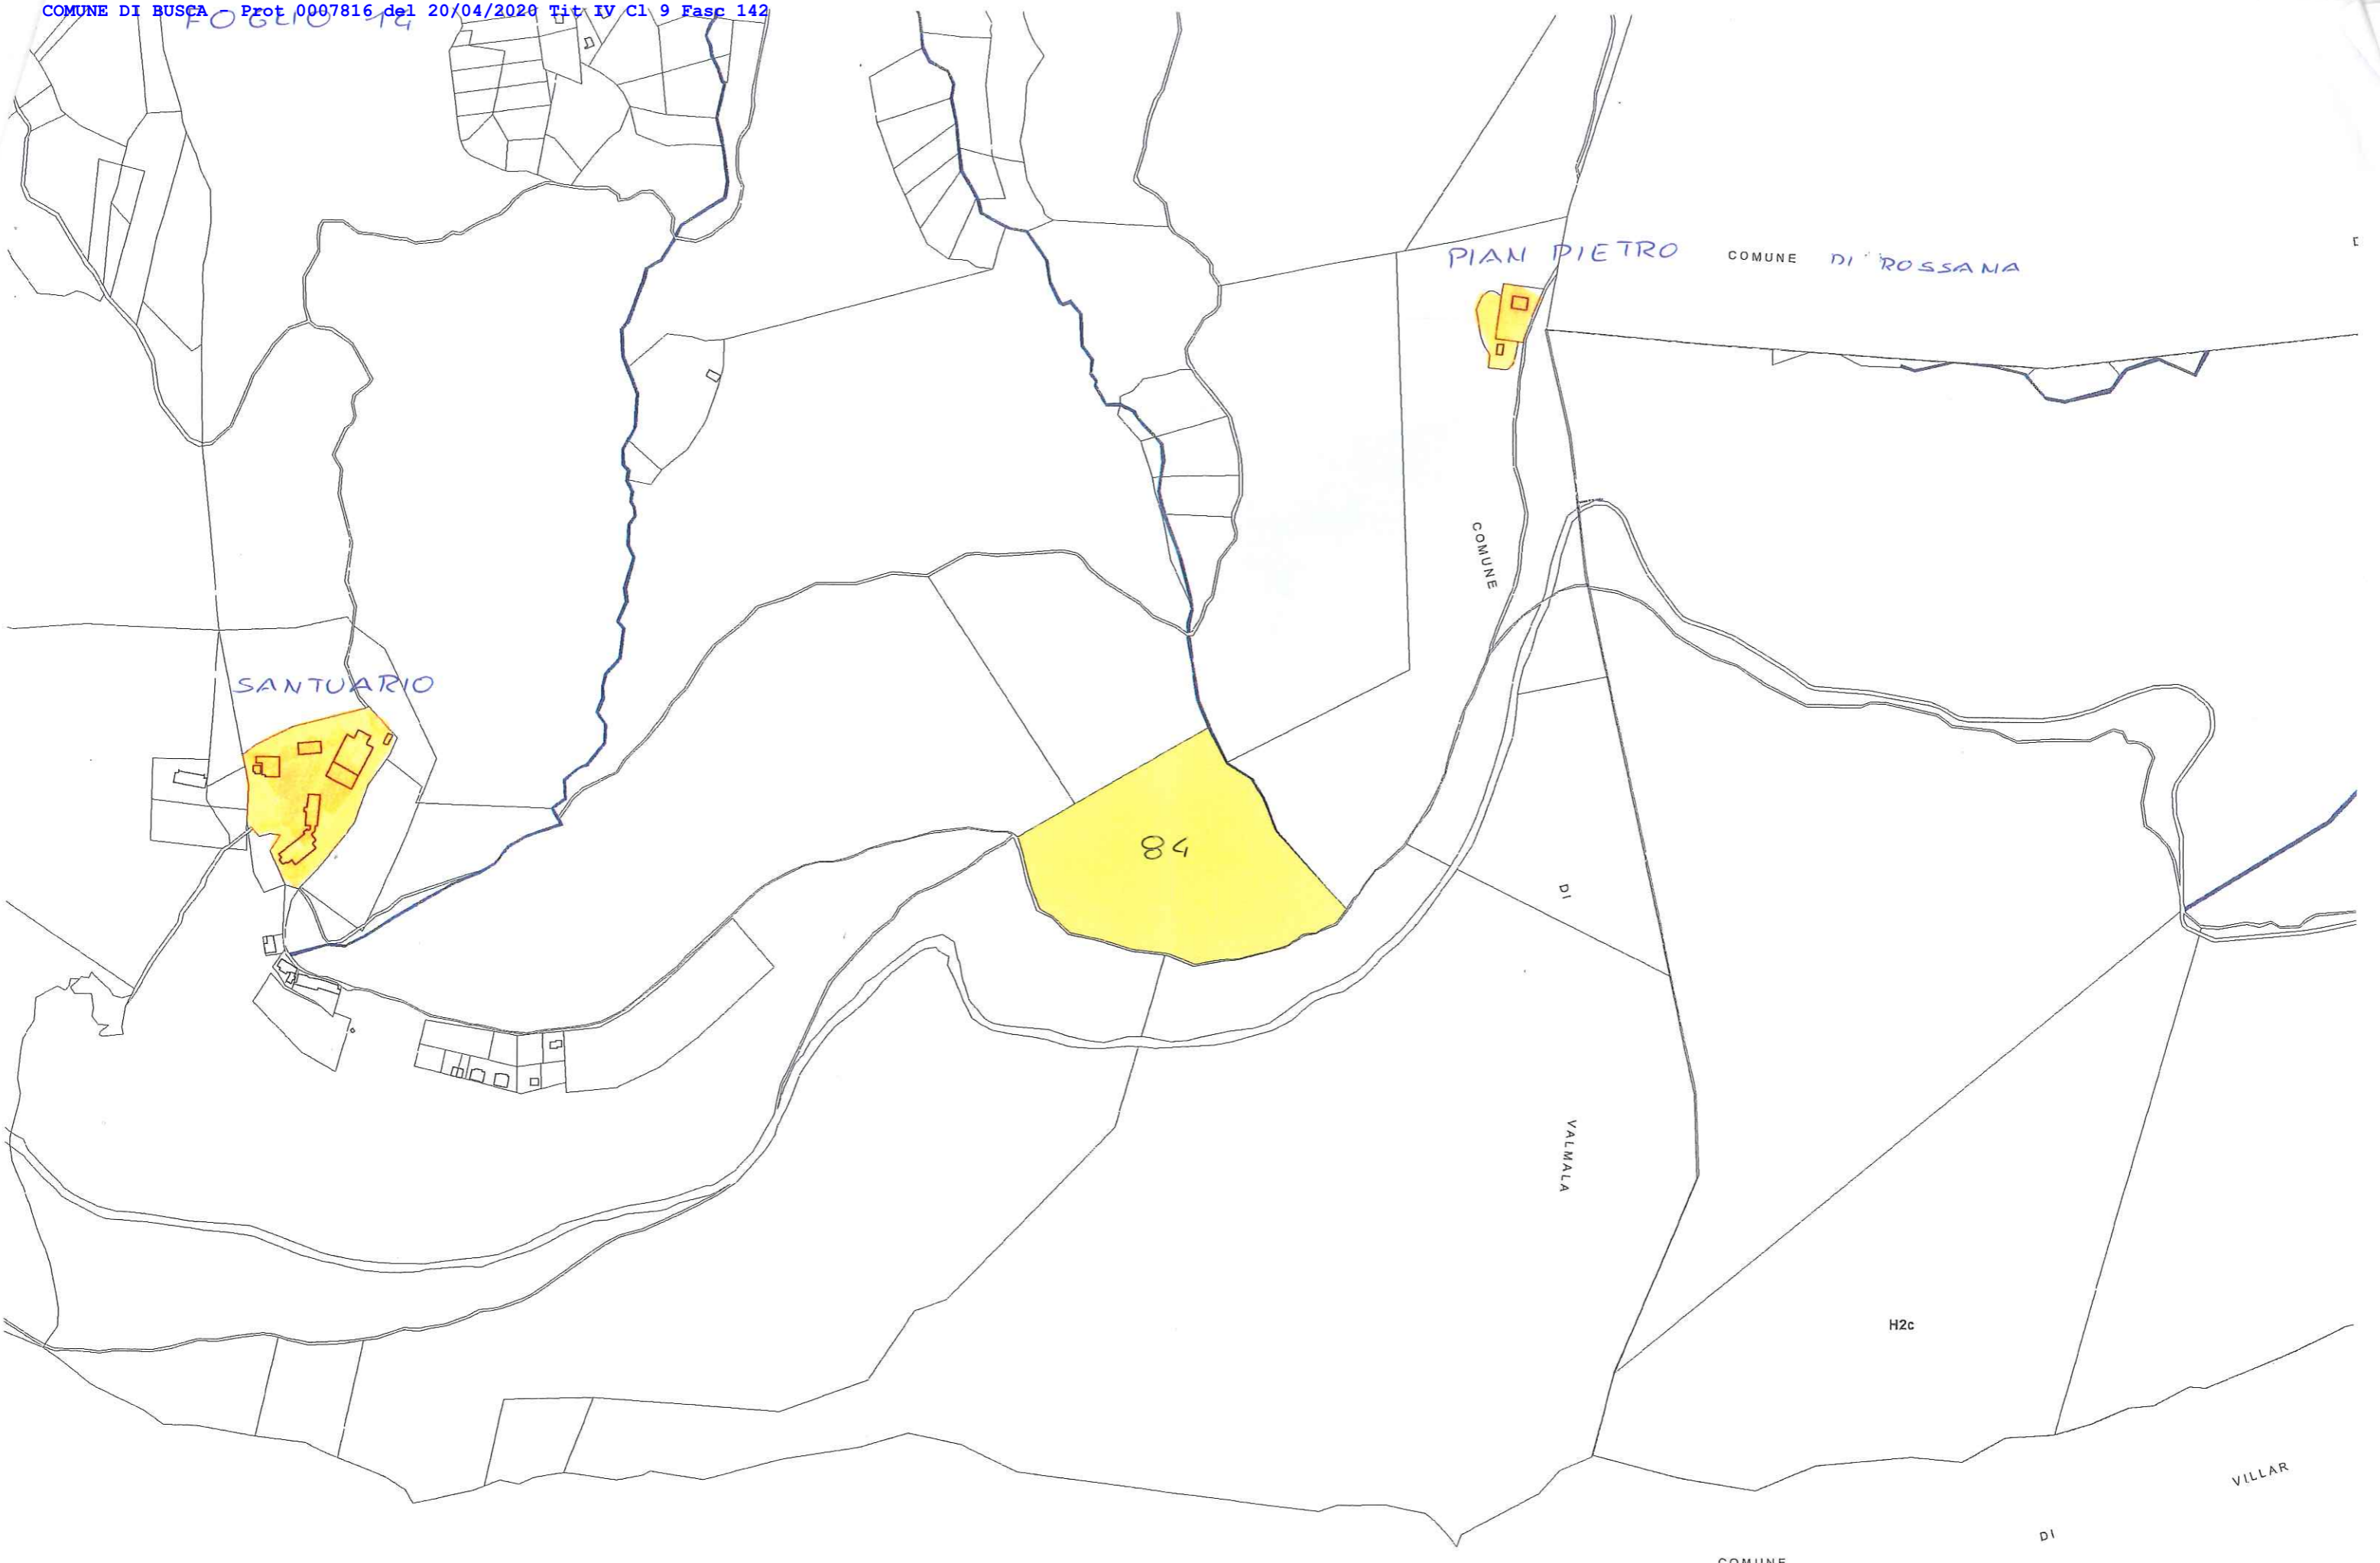 COMUNE DI BUSCA - Prot 0007816 del 20/04/2020 Tit IV Cl 9 Fasc 142
FOGLIO 14
PIAN PIETRO
COMUNE DI ROSSANA
COMUNE
SANTUARIO
84
DI
VALMALA
H2c
VILLAR
DI
COMUNE